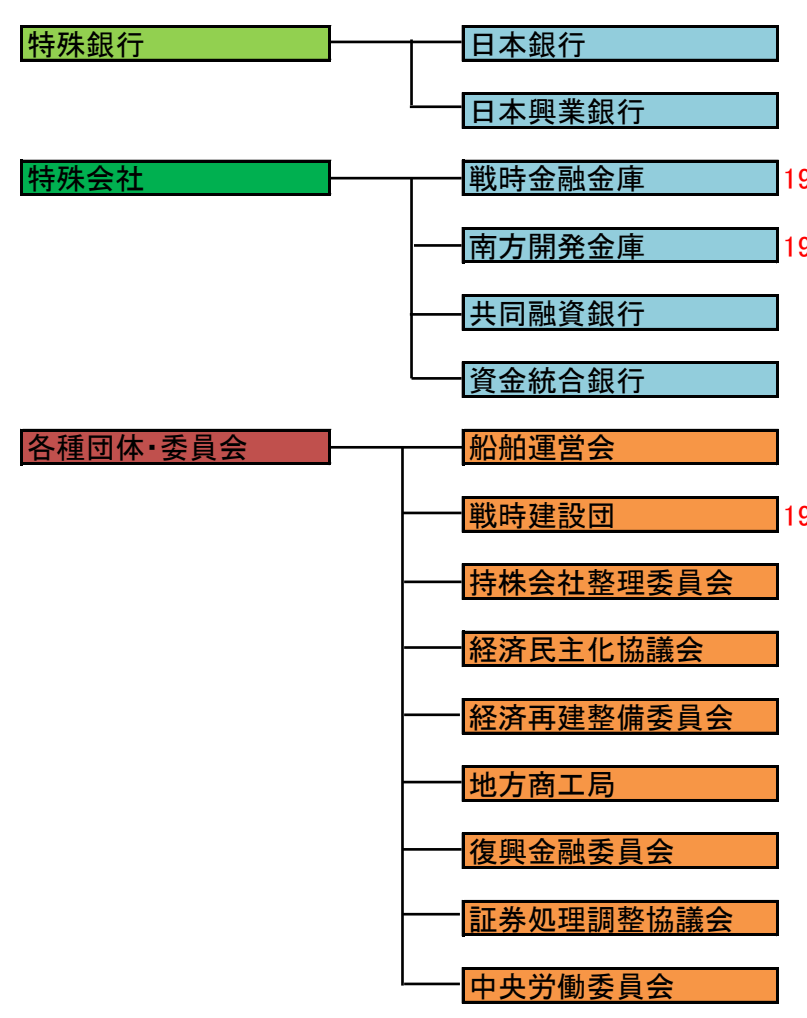 特殊銀行
日本銀行
日本興業銀行
特殊会社
戦時金融金庫 19
南方開発金庫 19
共同融資銀行
資金統合銀行
各種団体・委員会
船舶運営会
戦時建設団 19
持株会社整理委員会
経済民主化協議会
経済再建整備委員会
地方商工局
復興金融委員会
証券処理調整協議会
中央労働委員会